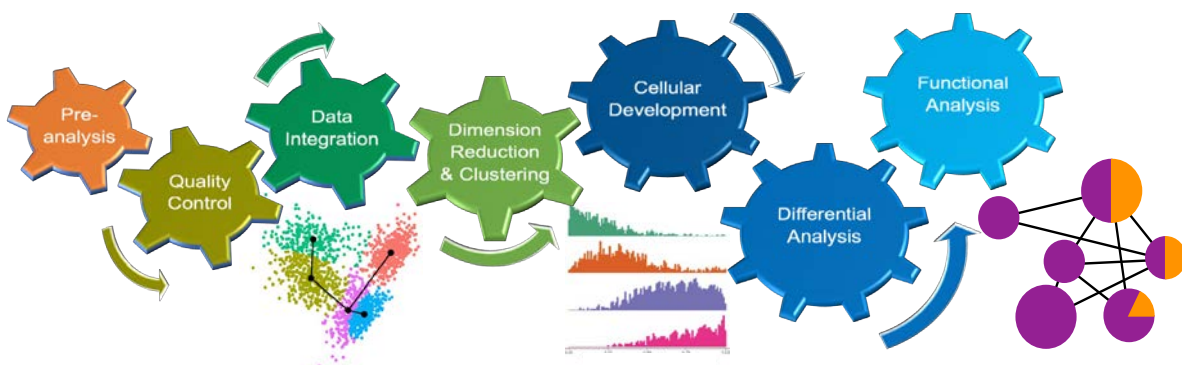 Pre-
analysis
Quality
Control
Data
Integration
Dimension
Reduction
& Clustering
Cellular
Development
Differential
Analysis
Functional
Analysis